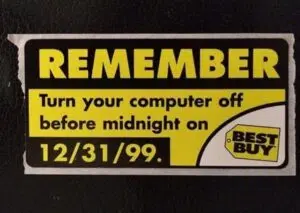 REMEMBER
Turn your computer off
before midnight on
12/31/99.
BEST
BUY